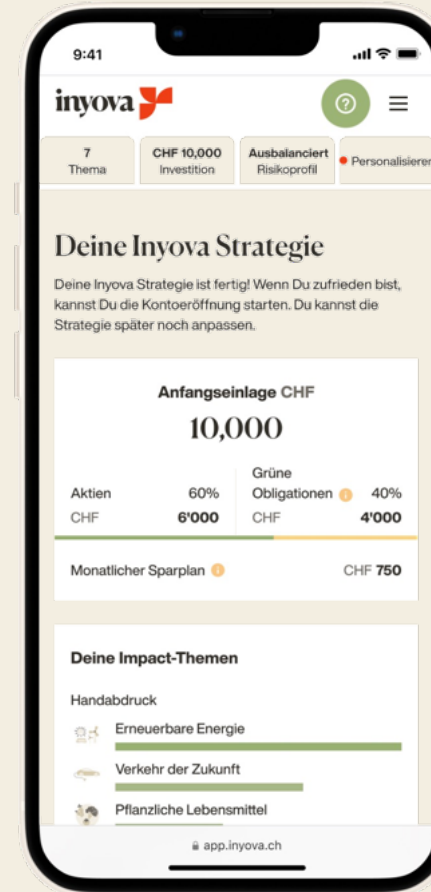 9:41
inyova
?
7
Thema
CHF 10,000
Investition
Ausbalanciert
Risikoprofil
Personalisieren
Deine Inyova Strategie
Deine Inyova Strategie ist fertig! Wenn Du zufrieden bist,
kannst Du die Kontoeröffnung starten. Du kannst die
Strategie später noch anpassen.
Anfangseinlage CHF
10,000
Aktien 60%
CHF 6'000
Grüne
Obligationen 40%
CHF 4'000
Monatlicher Sparplan CHF 750
Deine Impact-Themen
Handabdruck
Erneuerbare Energie
Verkehr der Zukunft
Pflanzliche Lebensmittel
app.inyova.ch